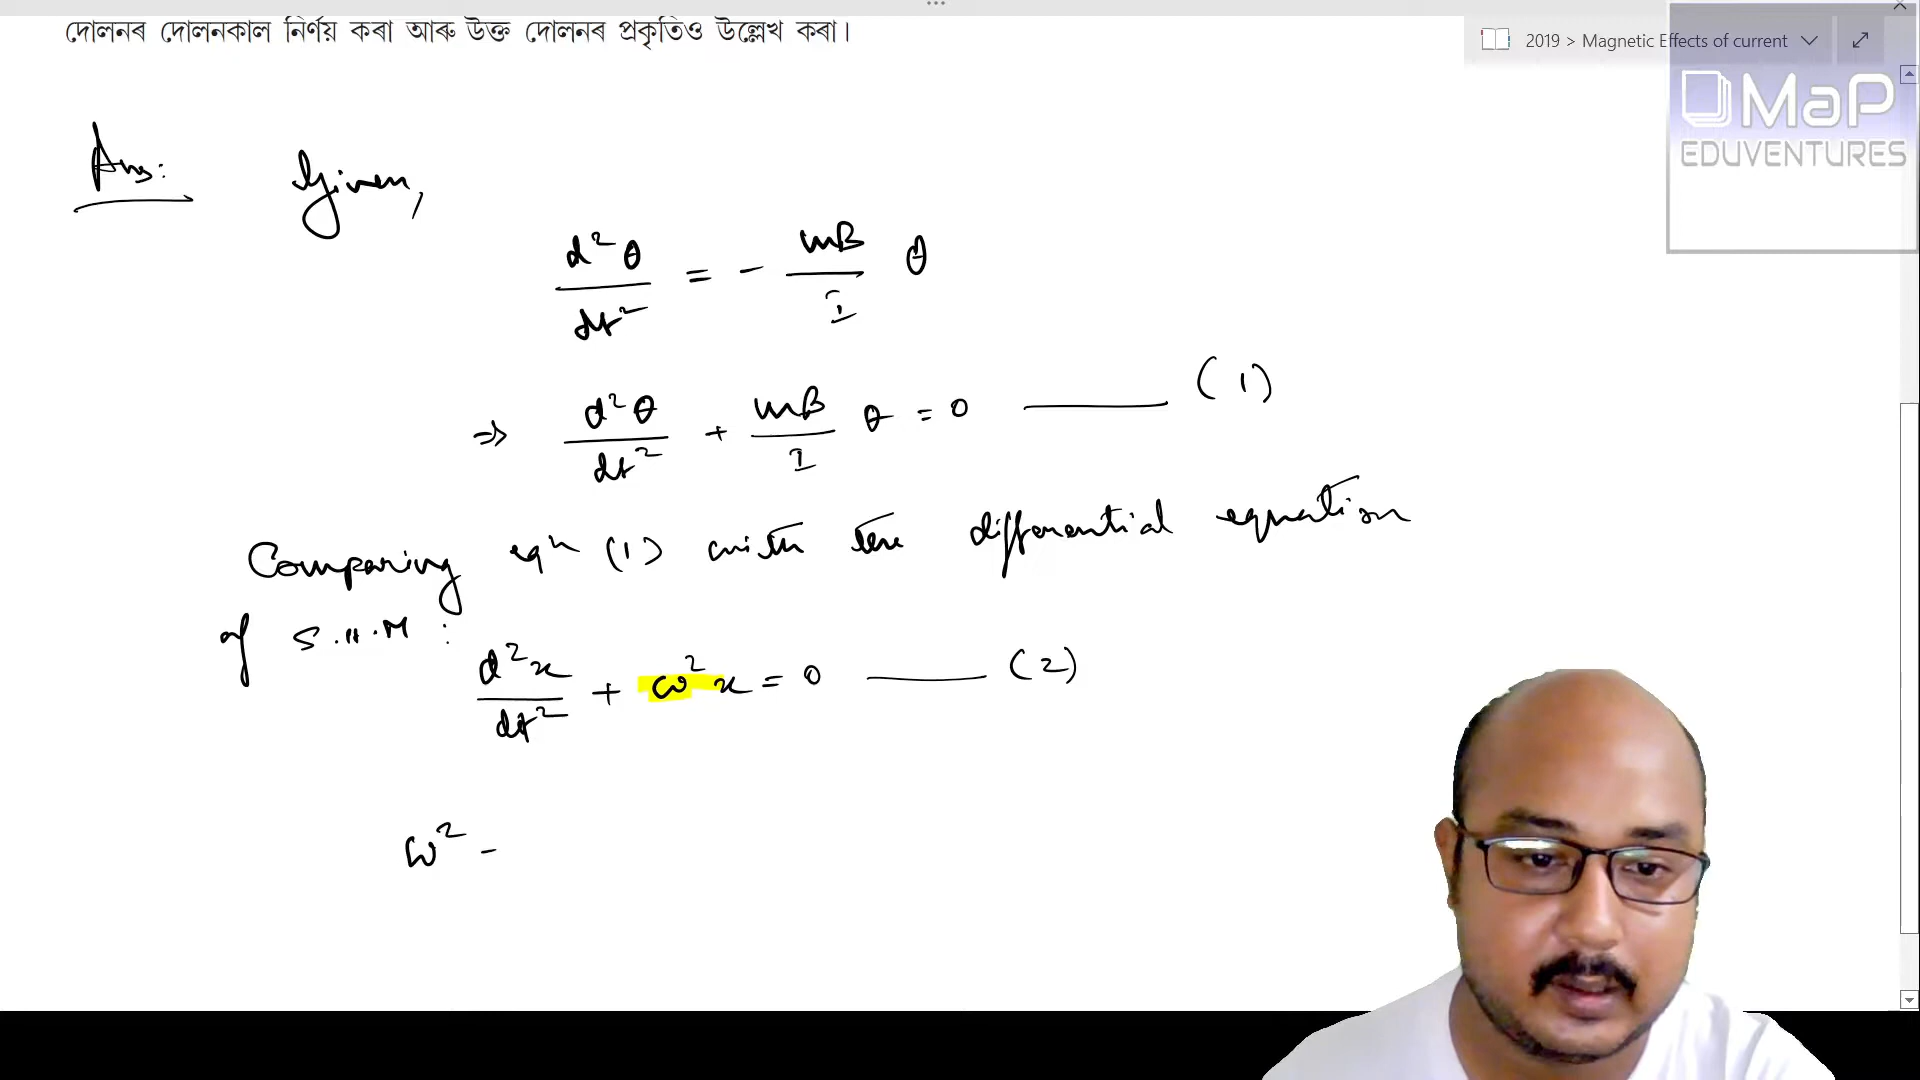 দোলনৰ দোলনকাল নিৰ্ণয় কৰা আৰু উক্ত দোলনৰ প্ৰকৃতিও উল্লেখ কৰা।
2019 > Magnetic Effects of current
MaP
EDUVENTURES
Ans: Given,
d²θ/dt² = - mB/I θ
⇒ d²θ/dt² + mB/I θ = 0 ——— (1)
Comparing eqn (1) with the differential equation
of S.H.M :
d²x/dt² + ω²x = 0 ——— (2)
ω² -